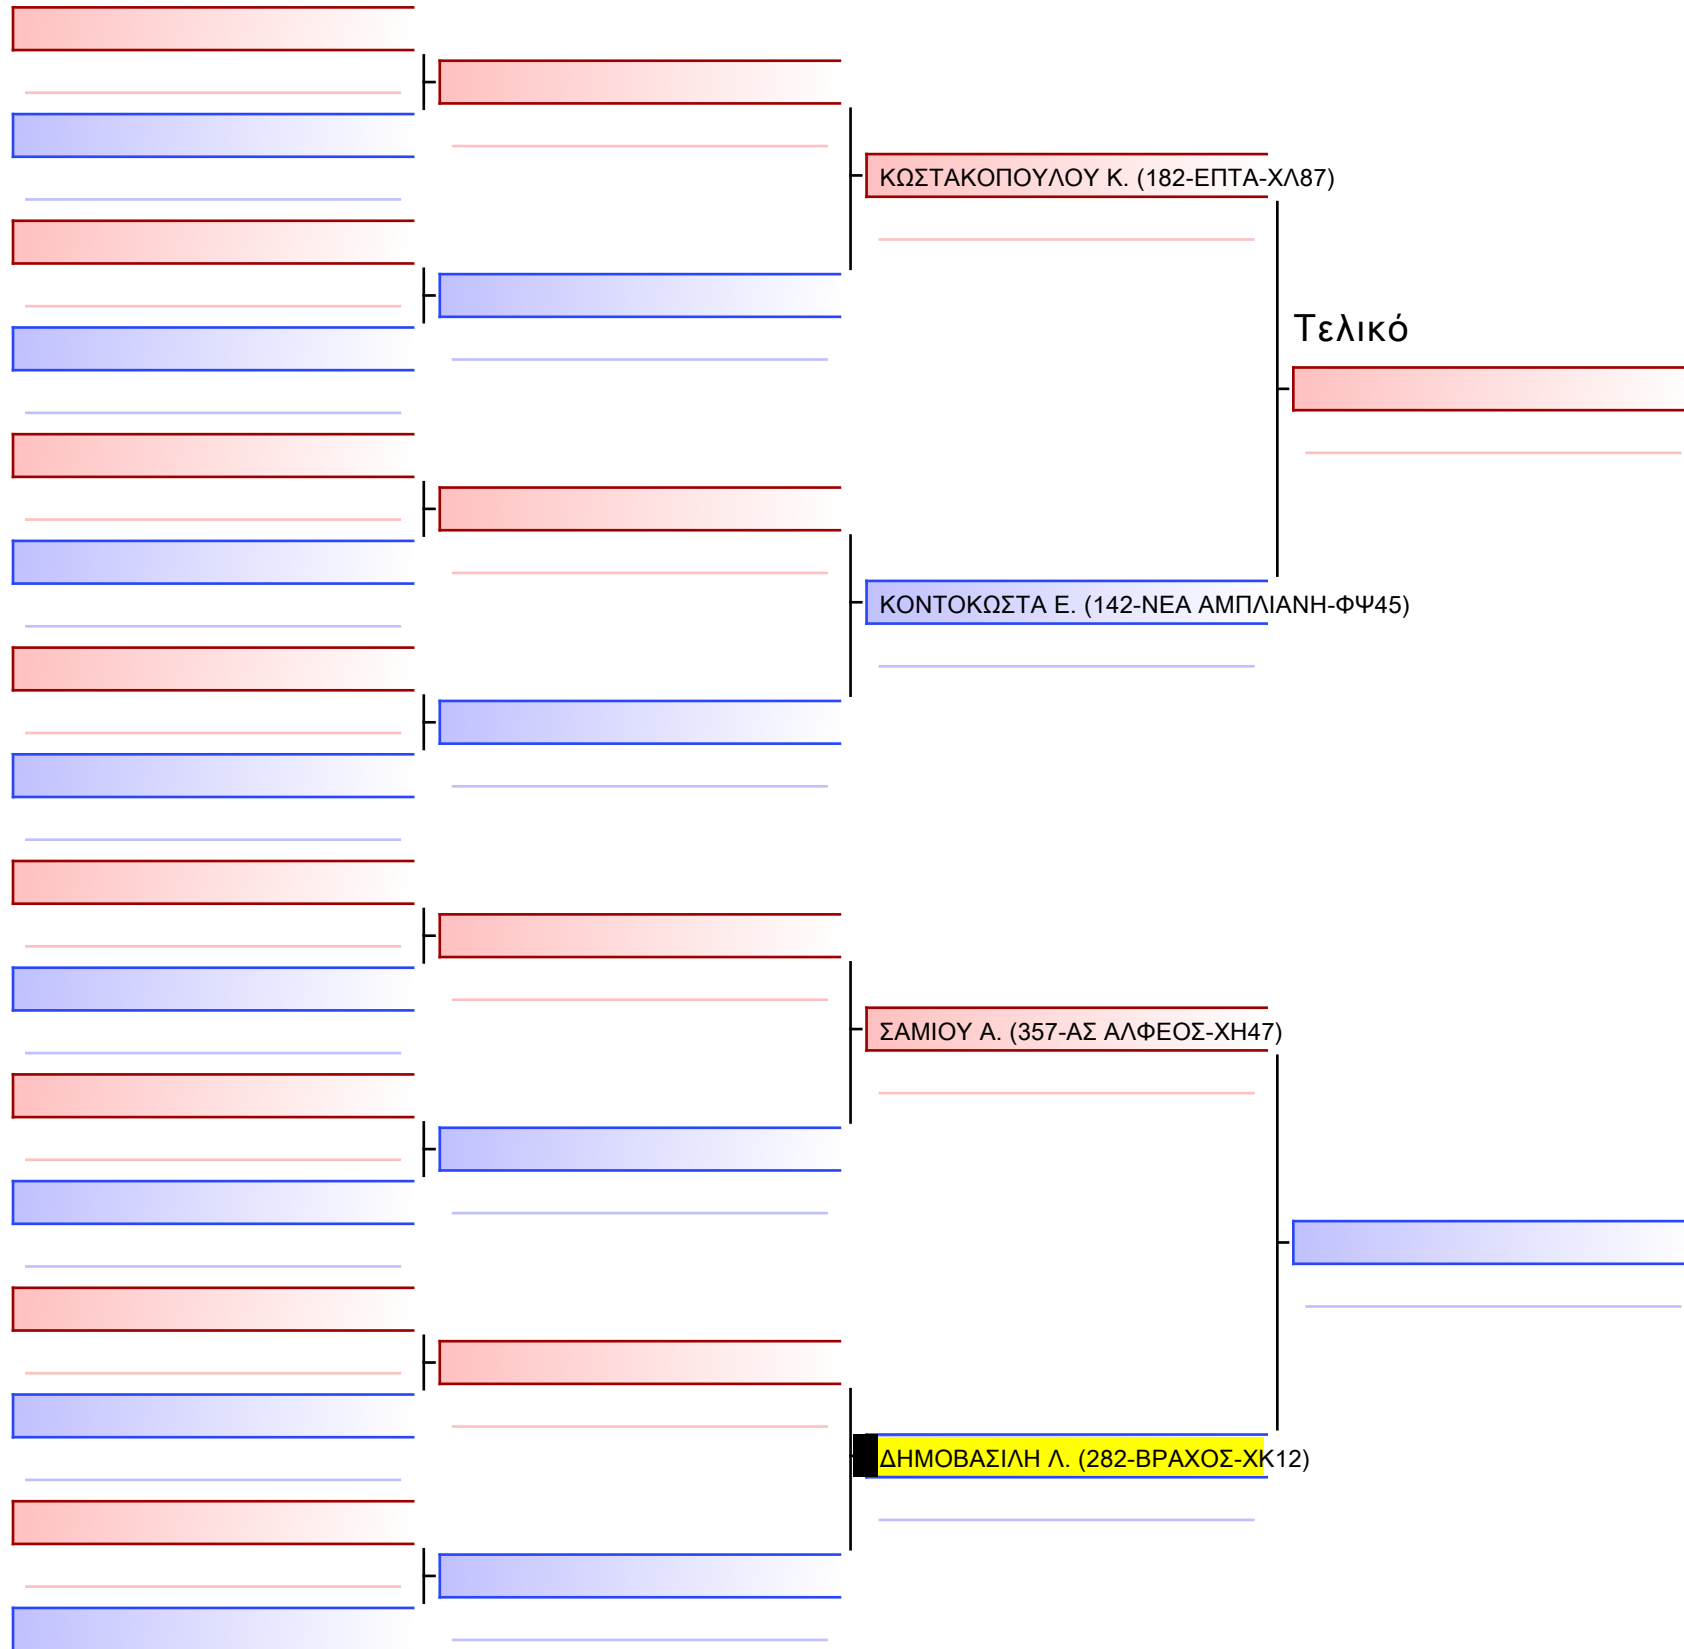 ΚΩΣΤΑΚΟΠΟΥΛΟΥ Κ. (182-ΕΠΤΑ-ΧΛ87)
Τελικό
ΚΟΝΤΟΚΩΣΤΑ Ε. (142-ΝΕΑ ΑΜΠΛΙΑΝΗ-ΦΨ45)
ΣΑΜΙΟΥ Α. (357-ΑΣ ΑΛΦΕΟΣ-ΧΗ47)
ΔΗΜΟΒΑΣΙΛΗ Λ. (282-ΒΡΑΧΟΣ-ΧΚ12)